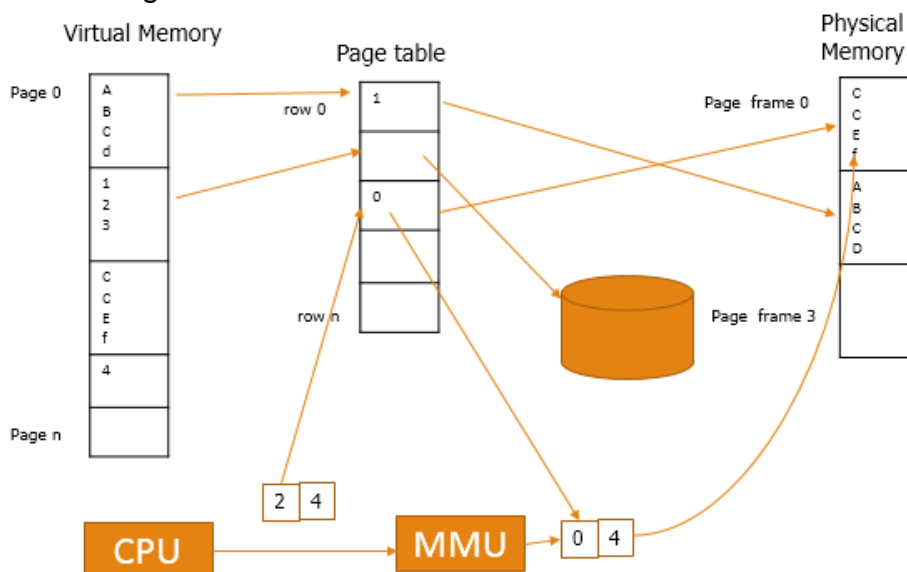 Virtual Memory
Page table
Physical
Memory
Page 0
A
B
C
d
1
2
3
C
C
E
f
4
Page n
row 0
1
0
row n
Page frame 0
C
C
E
f
A
B
C
D
Page frame 3
2 4
CPU
MMU
0 4